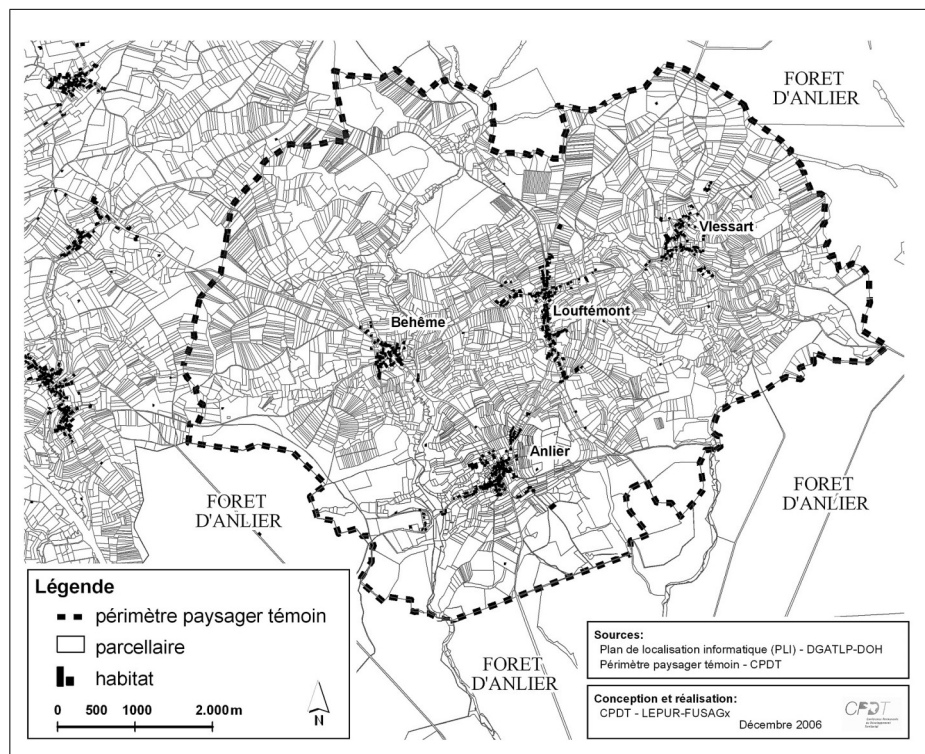 FORET
D'ANLIER
Vlessart
Louftémont
Behême
Anlier
FORET
D'ANLIER
FORET
D'ANLIER
FORET
D'ANLIER
Légende
périmètre paysager témoin
parcellaire
habitat
0 500 1000 2.000 m
N
Sources:
Plan de localisation informatique (PLI) - DGATLP-DOH
Périmètre paysager témoin - CPDT
Conception et réalisation:
CPDT - LEPUR-FUSAGx
Décembre 2006
CPDT